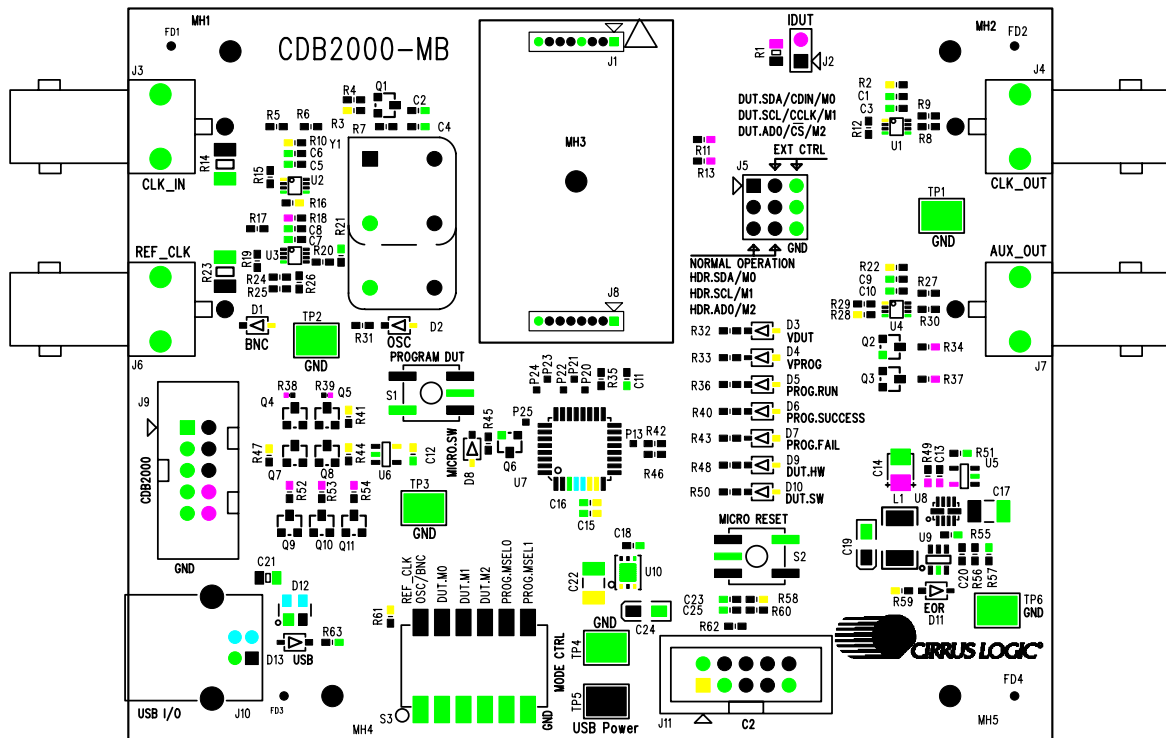 MH1
FD1
CDB2000-MB
IDUT
MH2
FD2
J3
J1
R1
J2
J4
R4
Q1
C2
R2
C1
C3
R9
R8
R12
U1
R5
R6
R3
R7
C4
DUT.SDA/CDIN/M0
DUT.SCL/CCLK/M1
DUT.ADO/CS/M2
EXT CTRL
R10
C6
C5
Y1
MH3
R11
R13
J5
R14
R15
U2
CLK_IN
R16
CLK_OUT
TP1
GND
R17
R18
C8
C7
R21
GND
REF_CLK
R19
U3
R20
NORMAL OPERATION
HDR.SDA/M0
HDR.SCL/M1
HDR.ADO/M2
AUX_OUT
R23
R24
R25
R26
R22
C9
C10
R27
R29
R28
R30
U4
J8
D1
BNC
TP2
GND
R31
D2
OSC
R32
D3
VDUT
R33
D4
VPROG
R36
D5
PROG.RUN
R40
D6
PROG.SUCCESS
R43
D7
PROG.FAIL
R48
D9
DUT.HW
R50
D10
DUT.SW
Q2
R34
Q3
R37
J6
J7
PROGRAM DUT
S1
P24
P23
P22
P21
P20
R35
C11
J9
R38
R39
Q4
Q5
R41
CDB2000
R47
Q7
Q8
R44
U6
C12
MICRO.SW
D8
R45
P25
Q6
U7
P13
R42
R46
R52
R53
R54
Q9
Q10
Q11
TP3
GND
C16
C15
C14
R49
C13
R51
U5
L1
U8
C17
C19
U9
C20
R56
R55
R57
GND
MICRO RESET
S2
C18
U10
C22
C24
C23
C25
R58
R60
R62
R59
EOR
D11
TP6
GND
C21
D12
D13
USB
R63
R61
REF_CLK
OSC/BNC
DUT.M0
DUT.M1
DUT.M2
PROG.MSEL0
PROG.MSEL1
MODE CTRL
GND
S3
GND
TP4
TP5
USB Power
CIRRUS LOGIC®
USB I/O
J10
FD3
MH4
J11
C2
FD4
MH5